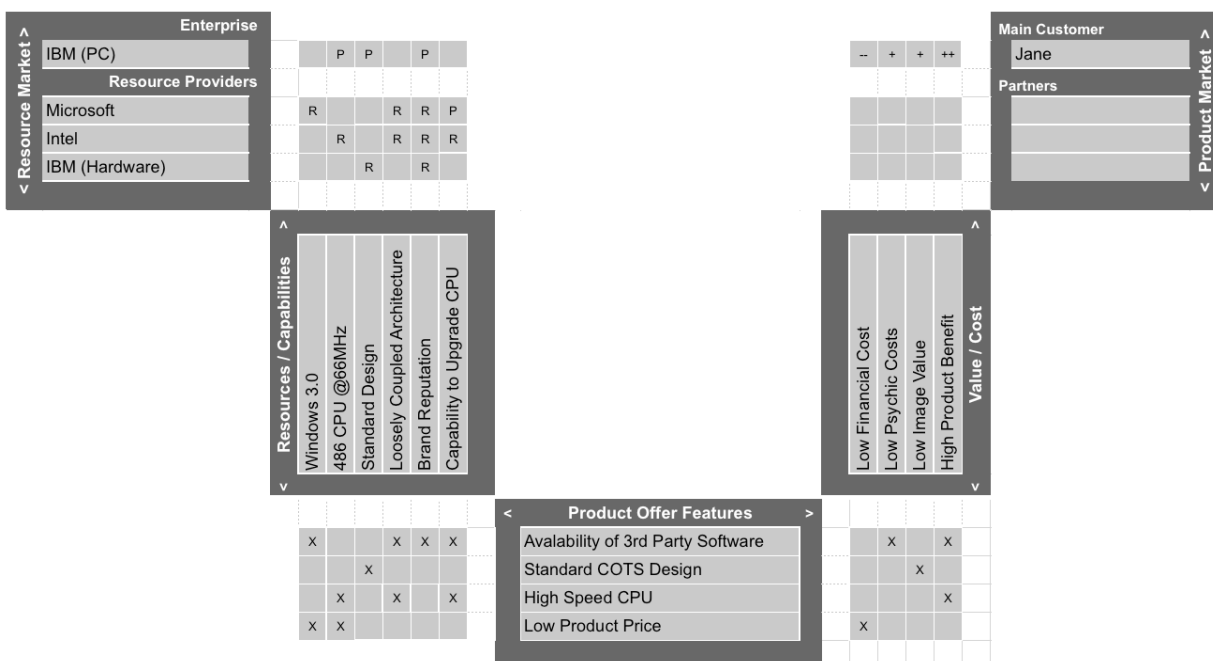 Enterprise
IBM (PC)
P P P
Resource Providers
Microsoft
R R R P
Intel
R R R R
IBM (Hardware)
R R
< Resource Market >
-- + + ++
Main Customer
Jane
Partners
< Product Market >
< Resources / Capabilities >
Windows 3.0
486 CPU @66MHz
Standard Design
Loosely Coupled Architecture
Brand Reputation
Capability to Upgrade CPU
Low Financial Cost
Low Psychic Costs
Low Image Value
High Product Benefit
< Value / Cost >
< Product Offer Features >
X X X X
Avalability of 3rd Party Software
X X
X
Standard COTS Design
X
X X X
High Speed CPU
X
X X
Low Product Price
X